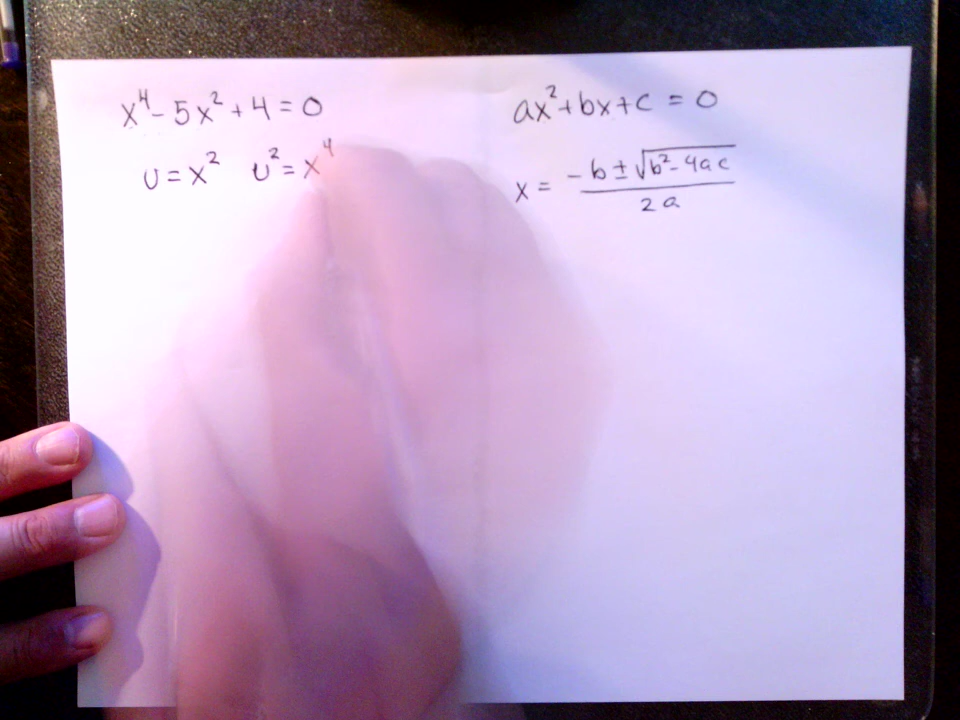 x⁴ - 5x² + 4 = 0
u = x² u² = x⁴
ax² + bx + c = 0
x = (-b ± √(b² - 4ac)) / 2a